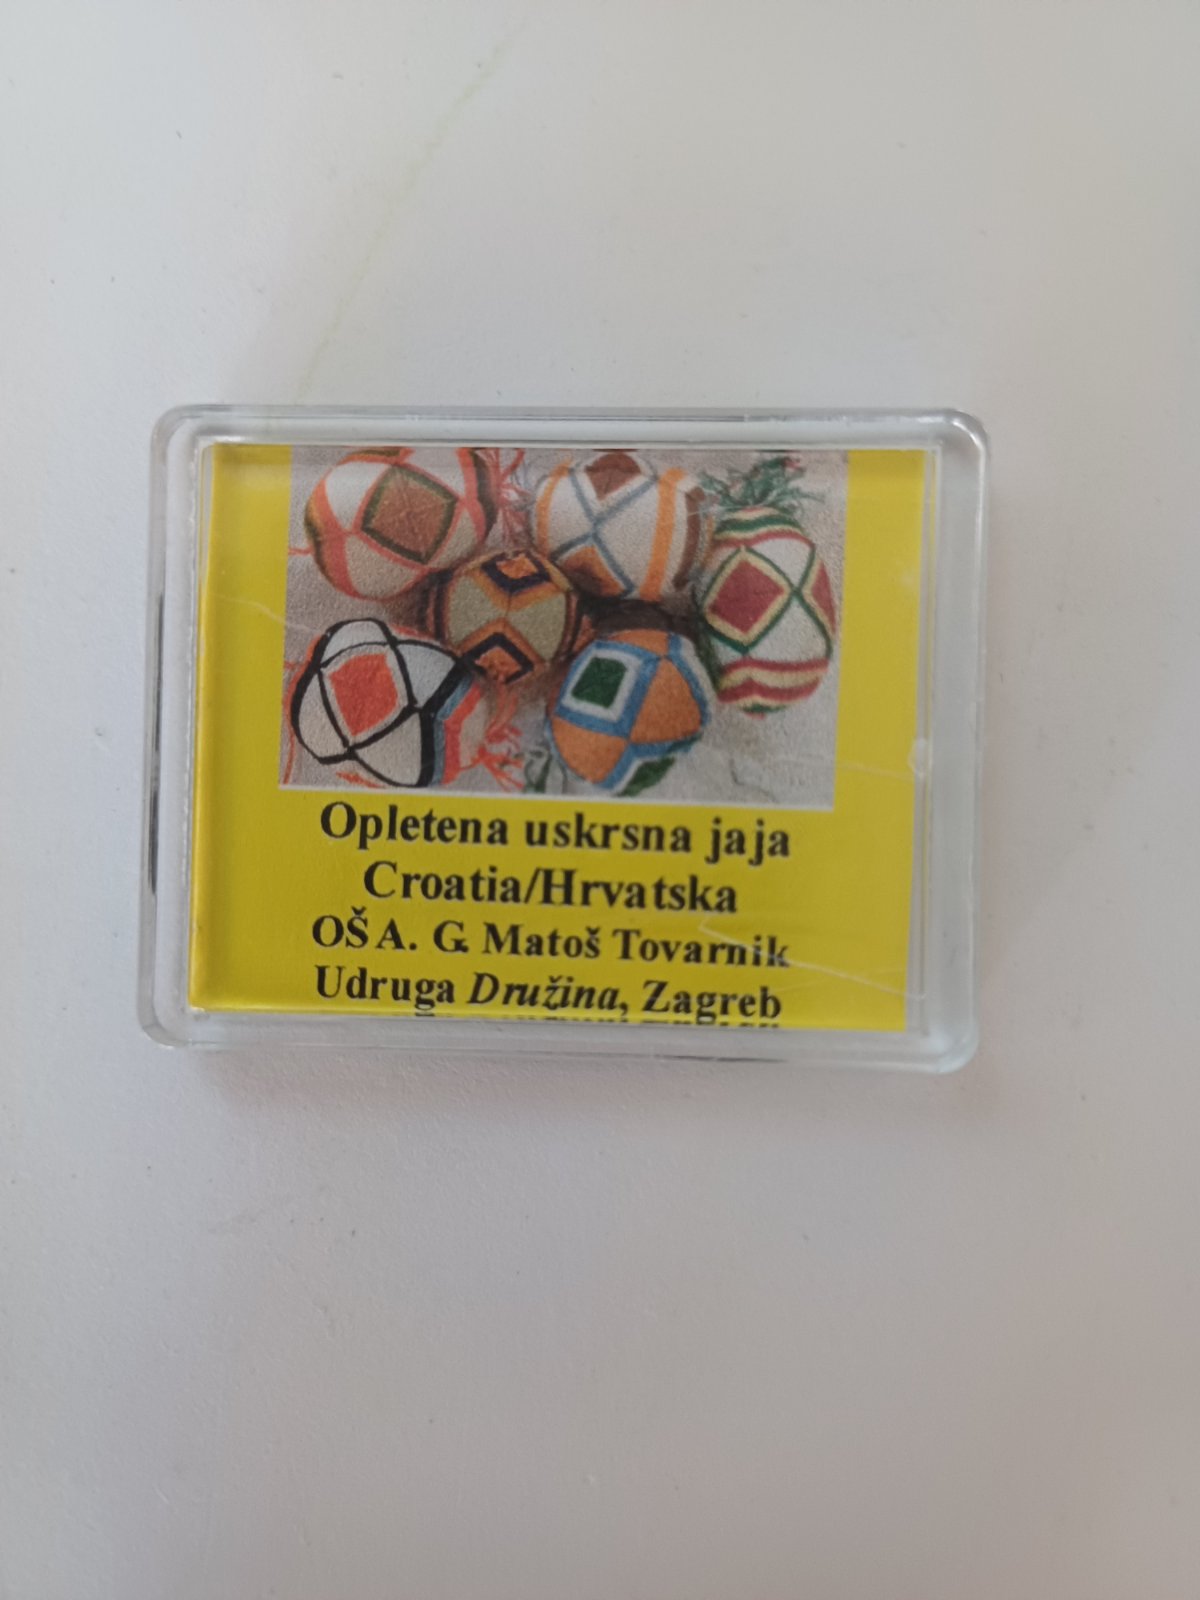 Opletena uskrsna jaja
Croatia/Hrvatska
OŠ A. G. Matoš Tovarnik
Udruga Družina, Zagreb